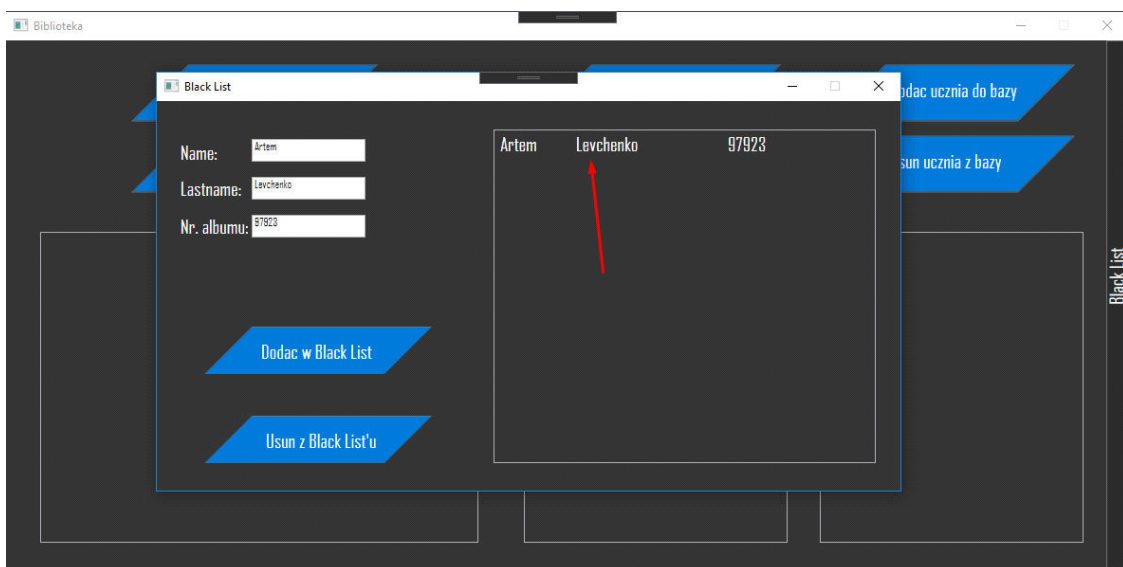 Biblioteka
Black List
odac ucznia do bazy
sun ucznia z bazy
Name: Artem
Lastname: Levchenko
Nr. albumu: 97923
Artem Levchenko 97923
Dodac w Black List
Usun z Black List'u
Black List